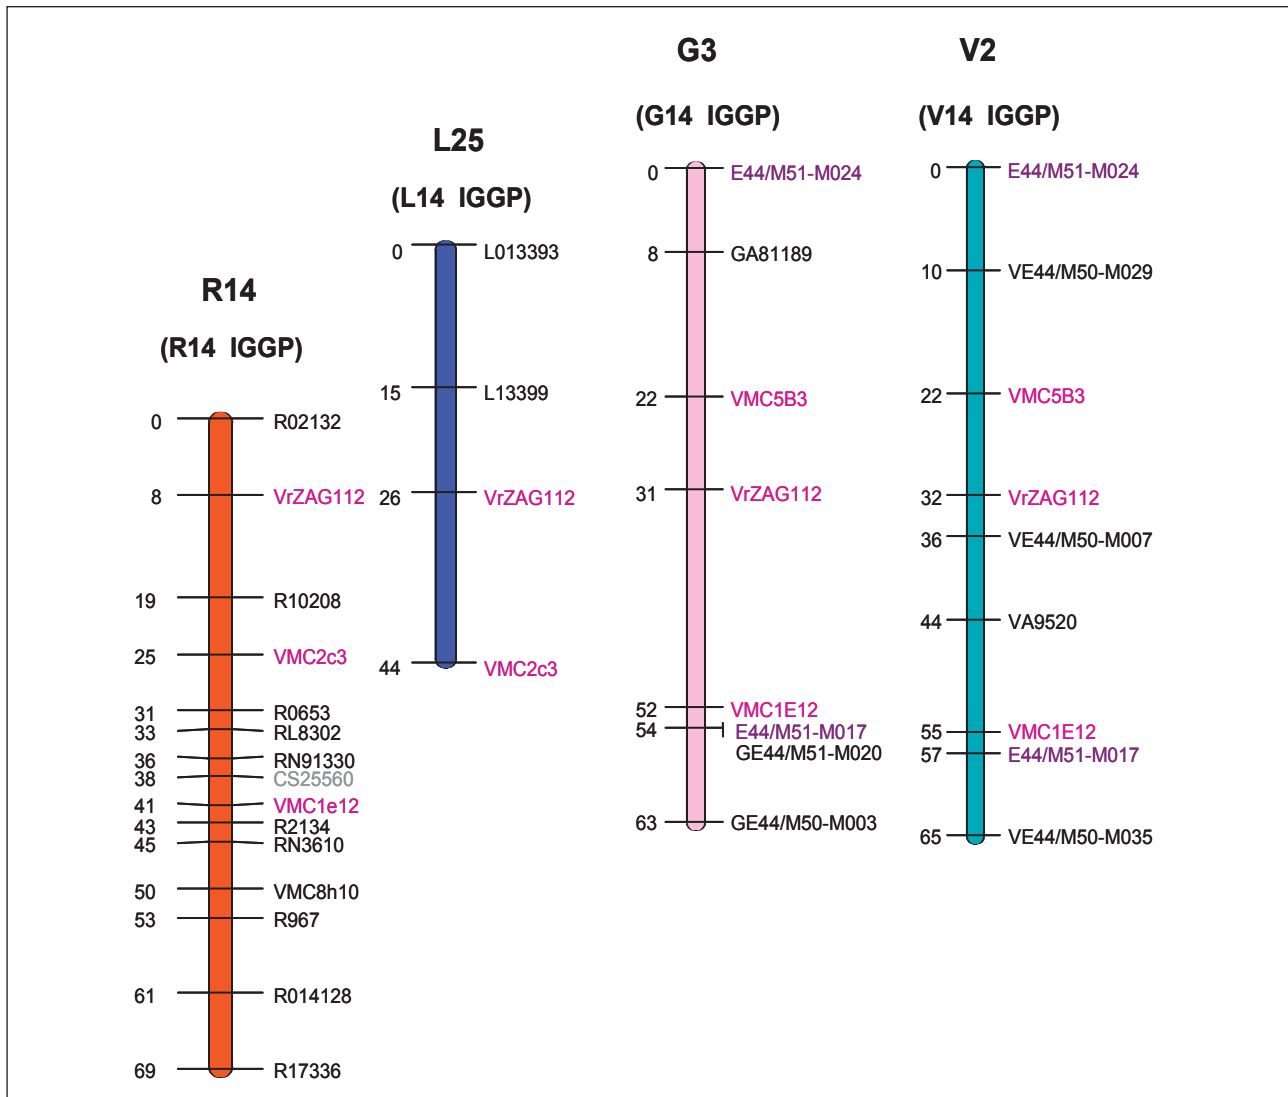 R14
(R14 IGGP)
0 R02132
8 VrZAG112
19 R10208
25 VMC2c3
31 R0653
33 RL8302
36 RN91330
38 CS25560
41 VMC1e12
43 R2134
45 RN3610
50 VMC8h10
53 R967
61 R014128
69 R17336
L25
(L14 IGGP)
0 L013393
15 L13399
26 VrZAG112
44 VMC2c3
G3
(G14 IGGP)
0 E44/M51-M024
8 GA81189
22 VMC5B3
31 VrZAG112
52 VMC1E12
54 E44/M51-M017
GE44/M51-M020
63 GE44/M50-M003
V2
(V14 IGGP)
0 E44/M51-M024
10 VE44/M50-M029
22 VMC5B3
32 VrZAG112
36 VE44/M50-M007
44 VA9520
55 VMC1E12
57 E44/M51-M017
65 VE44/M50-M035